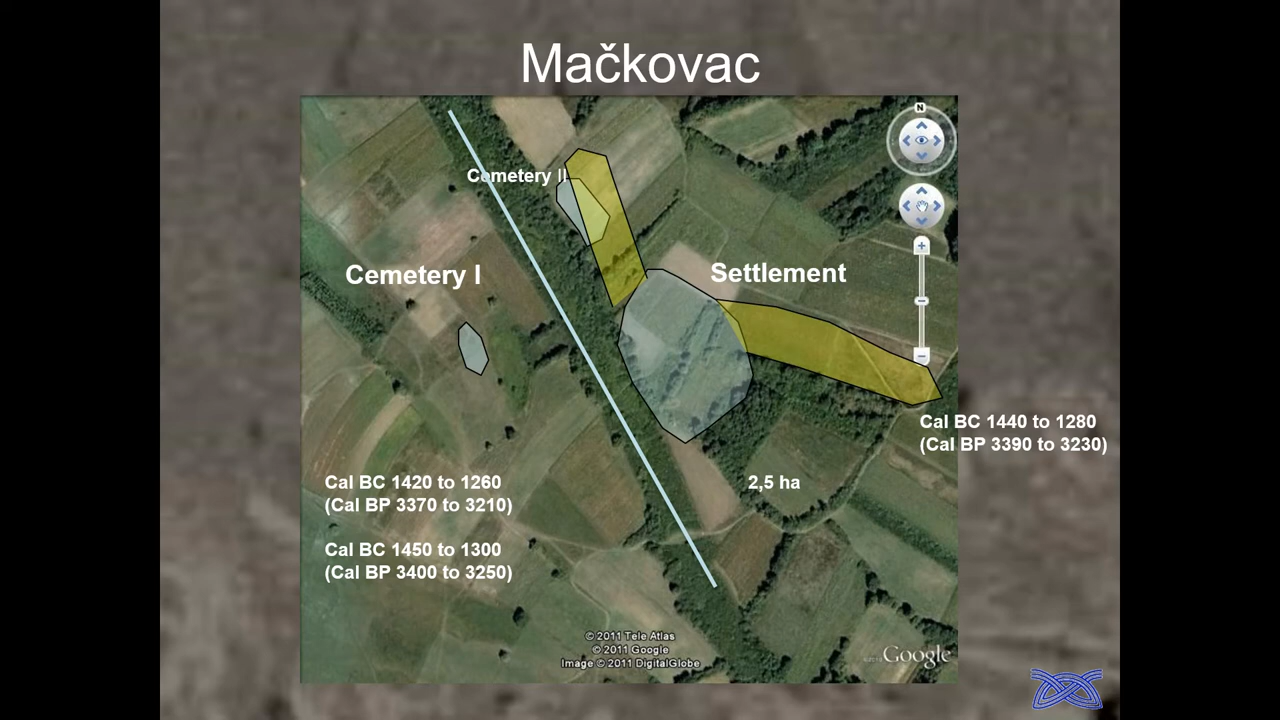 Mačkovac
N
Cemetery II
Cemetery I
Settlement
Cal BC 1440 to 1280
(Cal BP 3390 to 3230)
Cal BC 1420 to 1260
(Cal BP 3370 to 3210)
2,5 ha
Cal BC 1450 to 1300
(Cal BP 3400 to 3250)
© 2011 Tele Atlas
© 2011 Google
Image © 2011 DigitalGlobe
Google